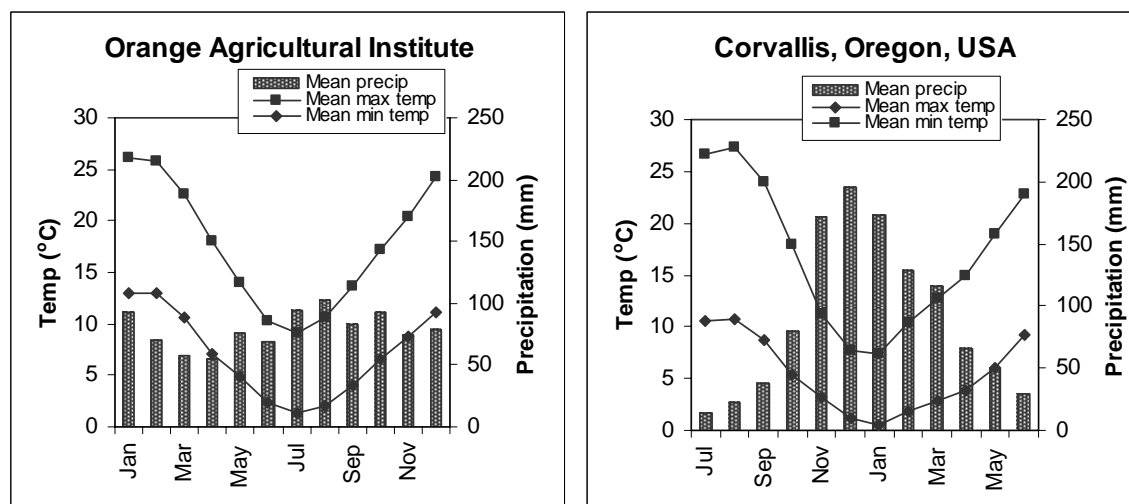 Orange Agricultural Institute
Mean precip
Mean max temp
Mean min temp
30
25
20
15
10
5
0
Temp (°C)
250
200
150
100
50
0
Precipitation (mm)
Jan
Mar
May
Jul
Sep
Nov
Corvallis, Oregon, USA
Mean precip
Mean max temp
Mean min temp
30
25
20
15
10
5
0
Temp (°C)
250
200
150
100
50
0
Precipitation (mm)
Jul
Sep
Nov
Jan
Mar
May